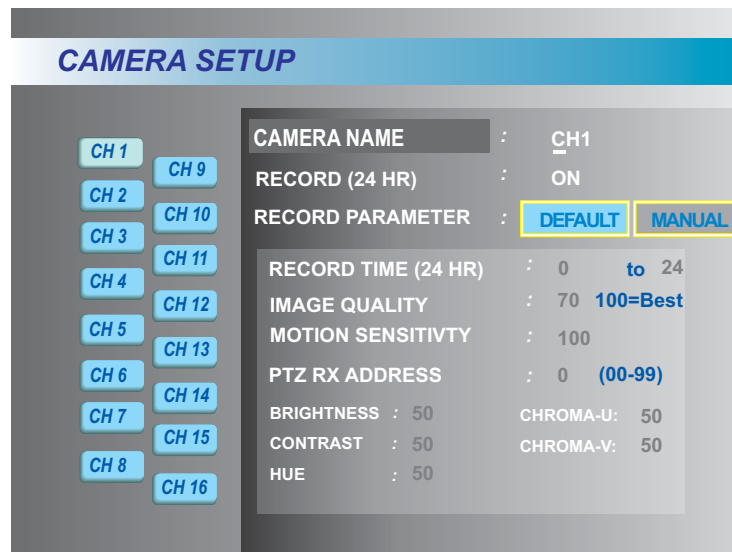 CAMERA SETUP
CH 1
CH 2
CH 3
CH 4
CH 5
CH 6
CH 7
CH 8
CH 9
CH 10
CH 11
CH 12
CH 13
CH 14
CH 15
CH 16
CAMERA NAME : CH1
RECORD (24 HR) : ON
RECORD PARAMETER : DEFAULT MANUAL
RECORD TIME (24 HR) : 0 to 24
IMAGE QUALITY : 70 100=Best
MOTION SENSITIVTY : 100
PTZ RX ADDRESS : 0 (00-99)
BRIGHTNESS : 50 CHROMA-U: 50
CONTRAST : 50 CHROMA-V: 50
HUE : 50